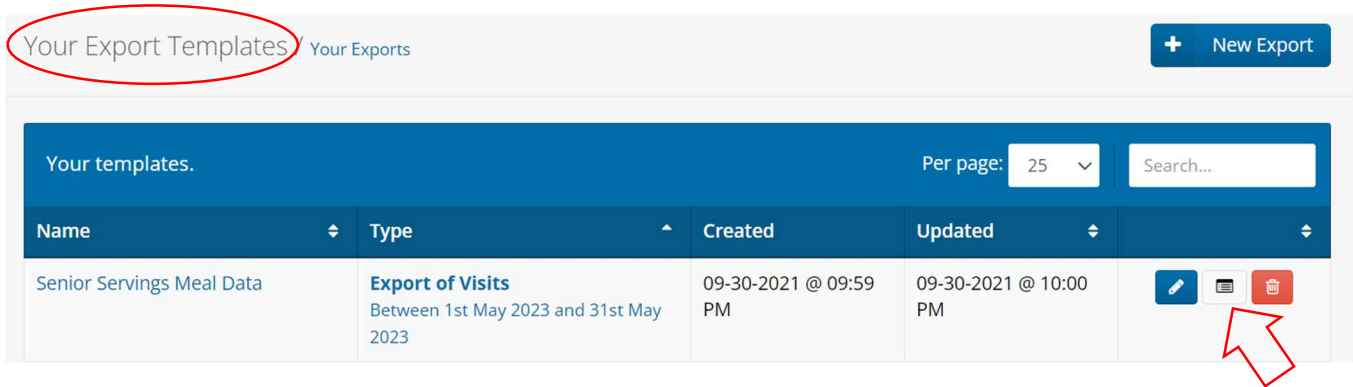 Your Export Templates / Your Exports
+ New Export
Your templates.
Per page: 25
Search...
Name
Type
Created
Updated
Senior Servings Meal Data
Export of Visits
Between 1st May 2023 and 31st May
2023
09-30-2021 @ 09:59
PM
09-30-2021 @ 10:00
PM